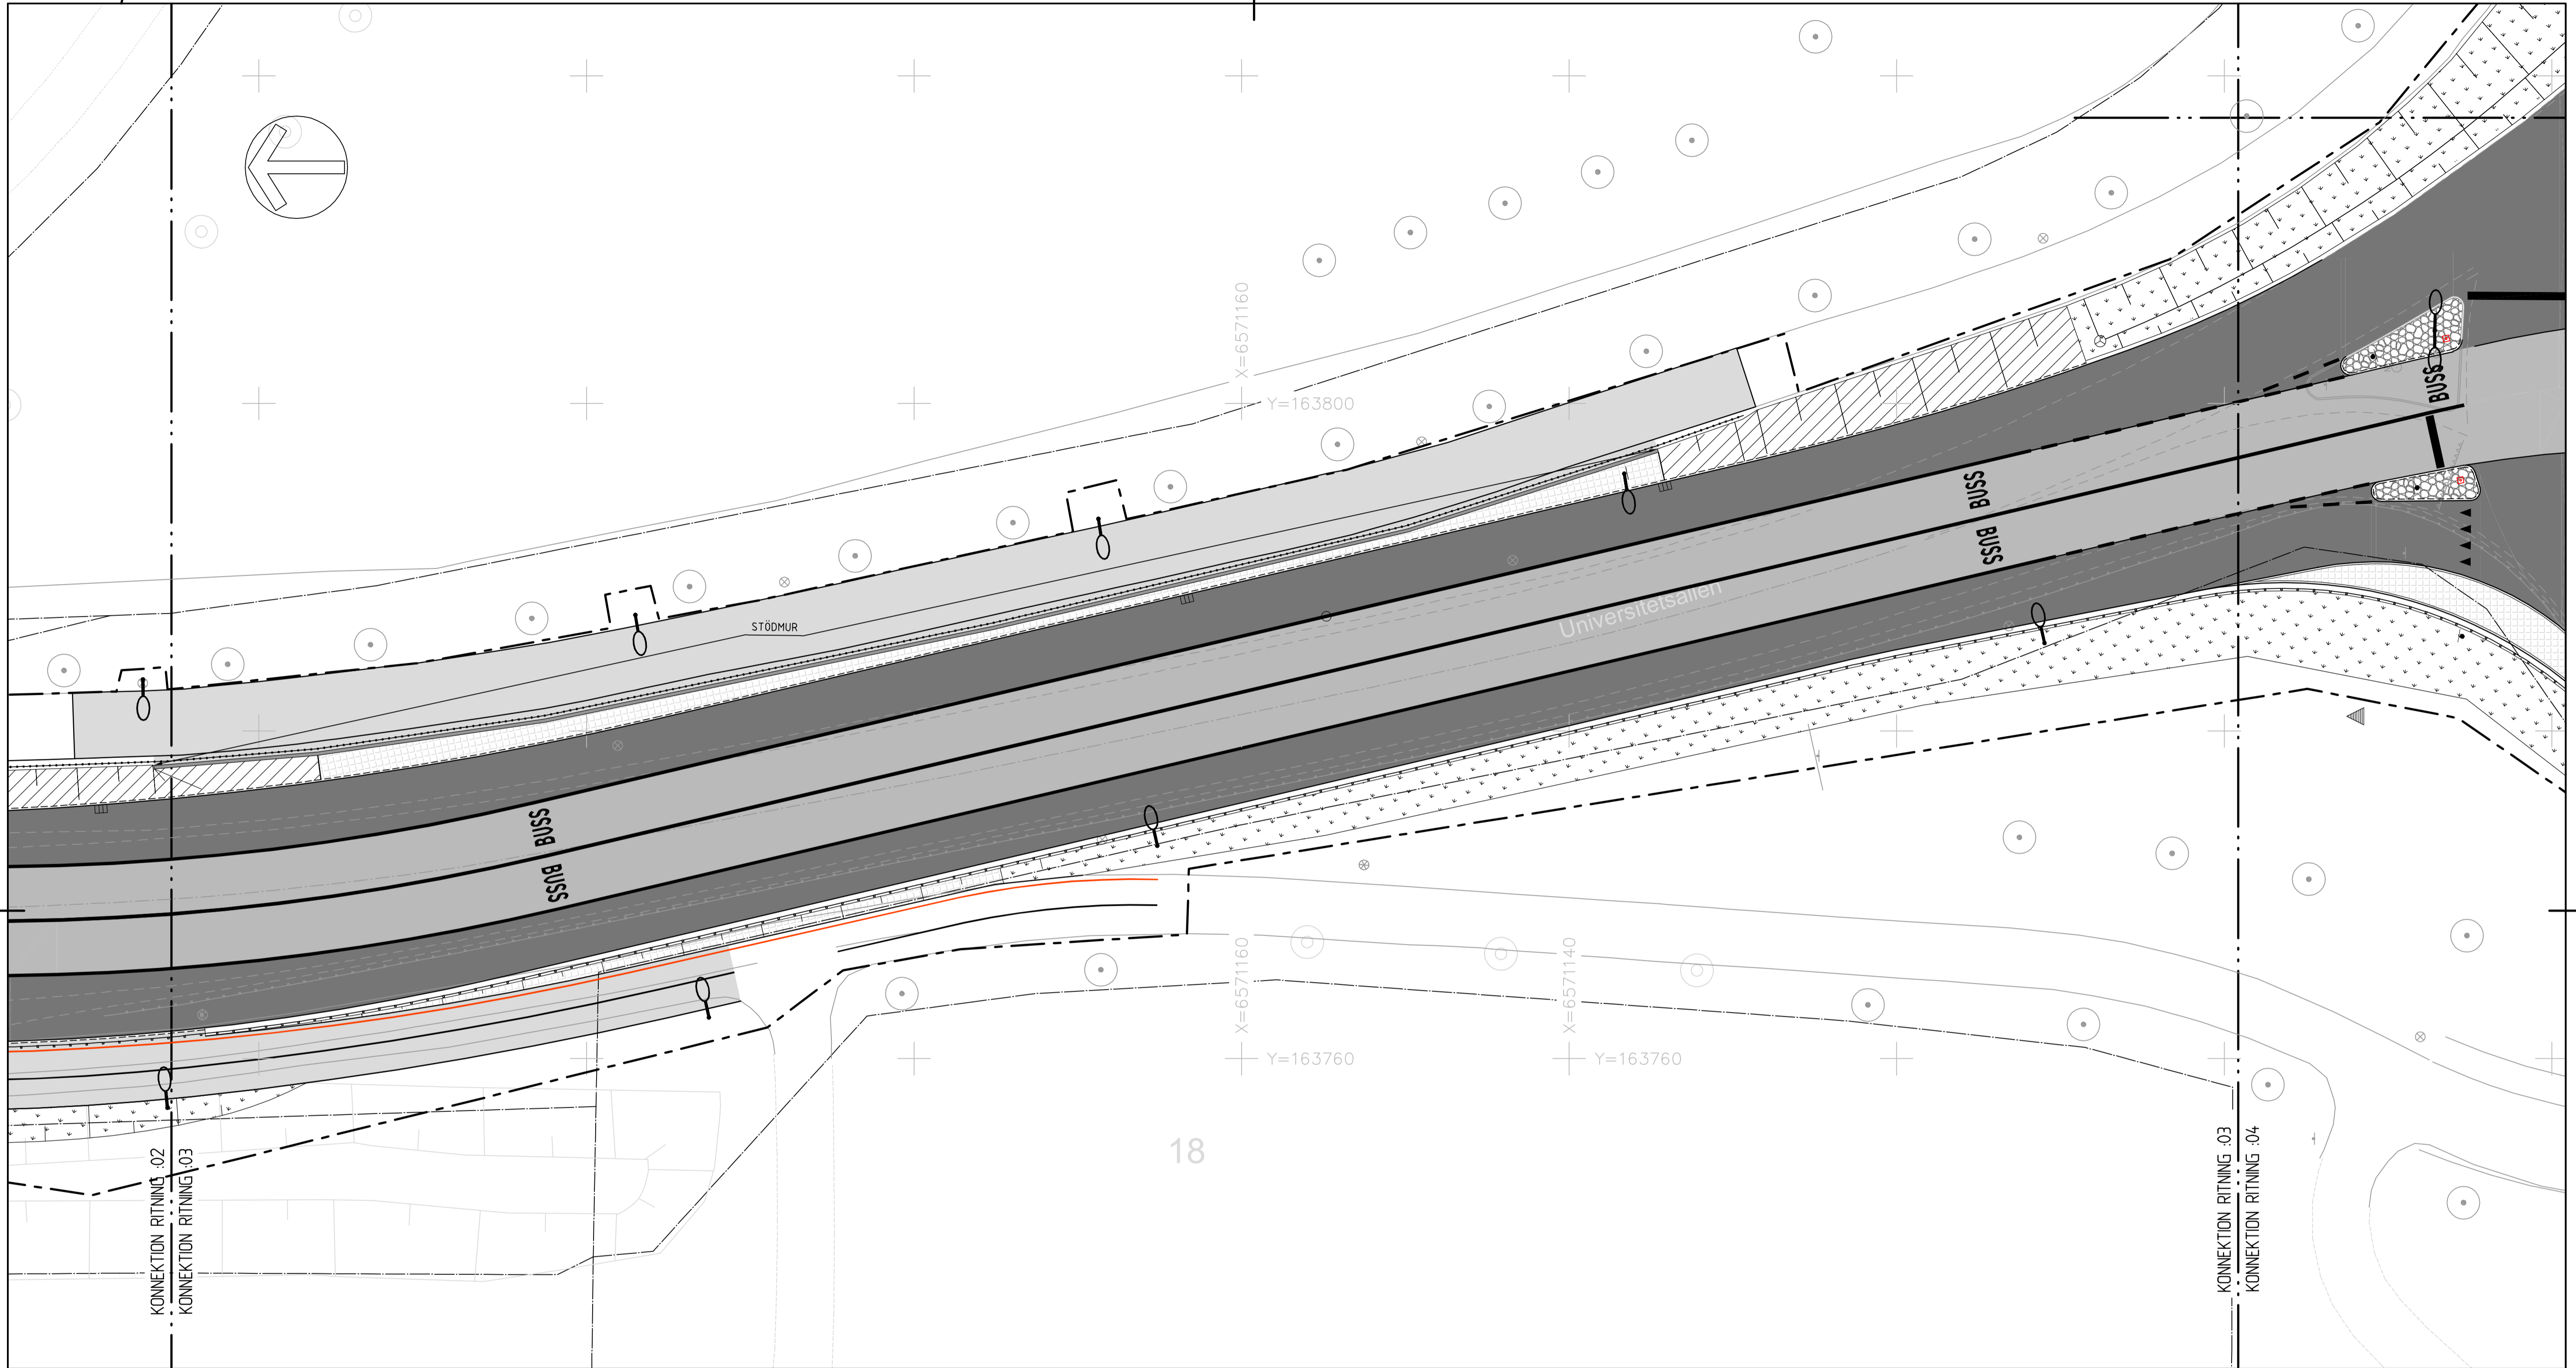 X=6571160
Y=163800
BUSS
BUSS
BUSS
Universitetsallen
STÖDMUR
BUSS
BUSS
X=6571160
Y=163760
X=6571140
Y=163760
18
KONNEKTION RITNING :02
KONNEKTION RITNING :03
KONNEKTION RITNING :03
KONNEKTION RITNING :04